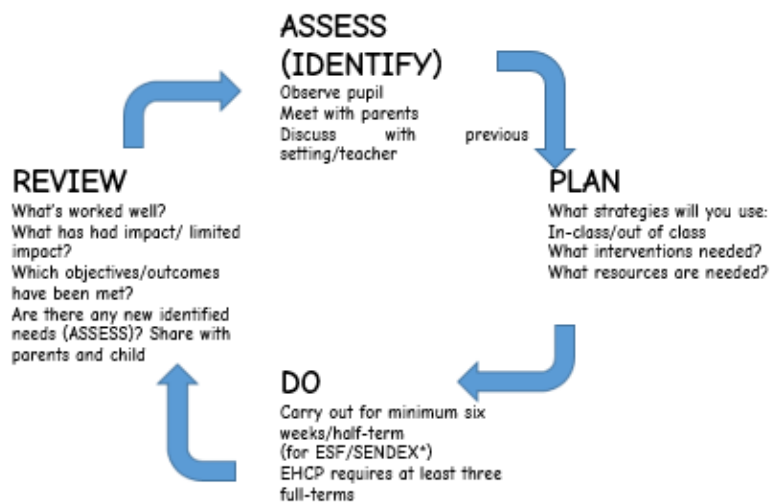 ASSESS
(IDENTIFY)
Observe pupil
Meet with parents
Discuss with previous
setting/teacher
PLAN
What strategies will you use:
In-class/out of class
What interventions needed?
What resources are needed?
DO
Carry out for minimum six
weeks/half-term
(for ESF/SENDEX*)
EHCP requires at least three
full-terms
REVIEW
What's worked well?
What has had impact/ limited
impact?
Which objectives/outcomes
have been met?
Are there any new identified
needs (ASSESS)? Share with
parents and child